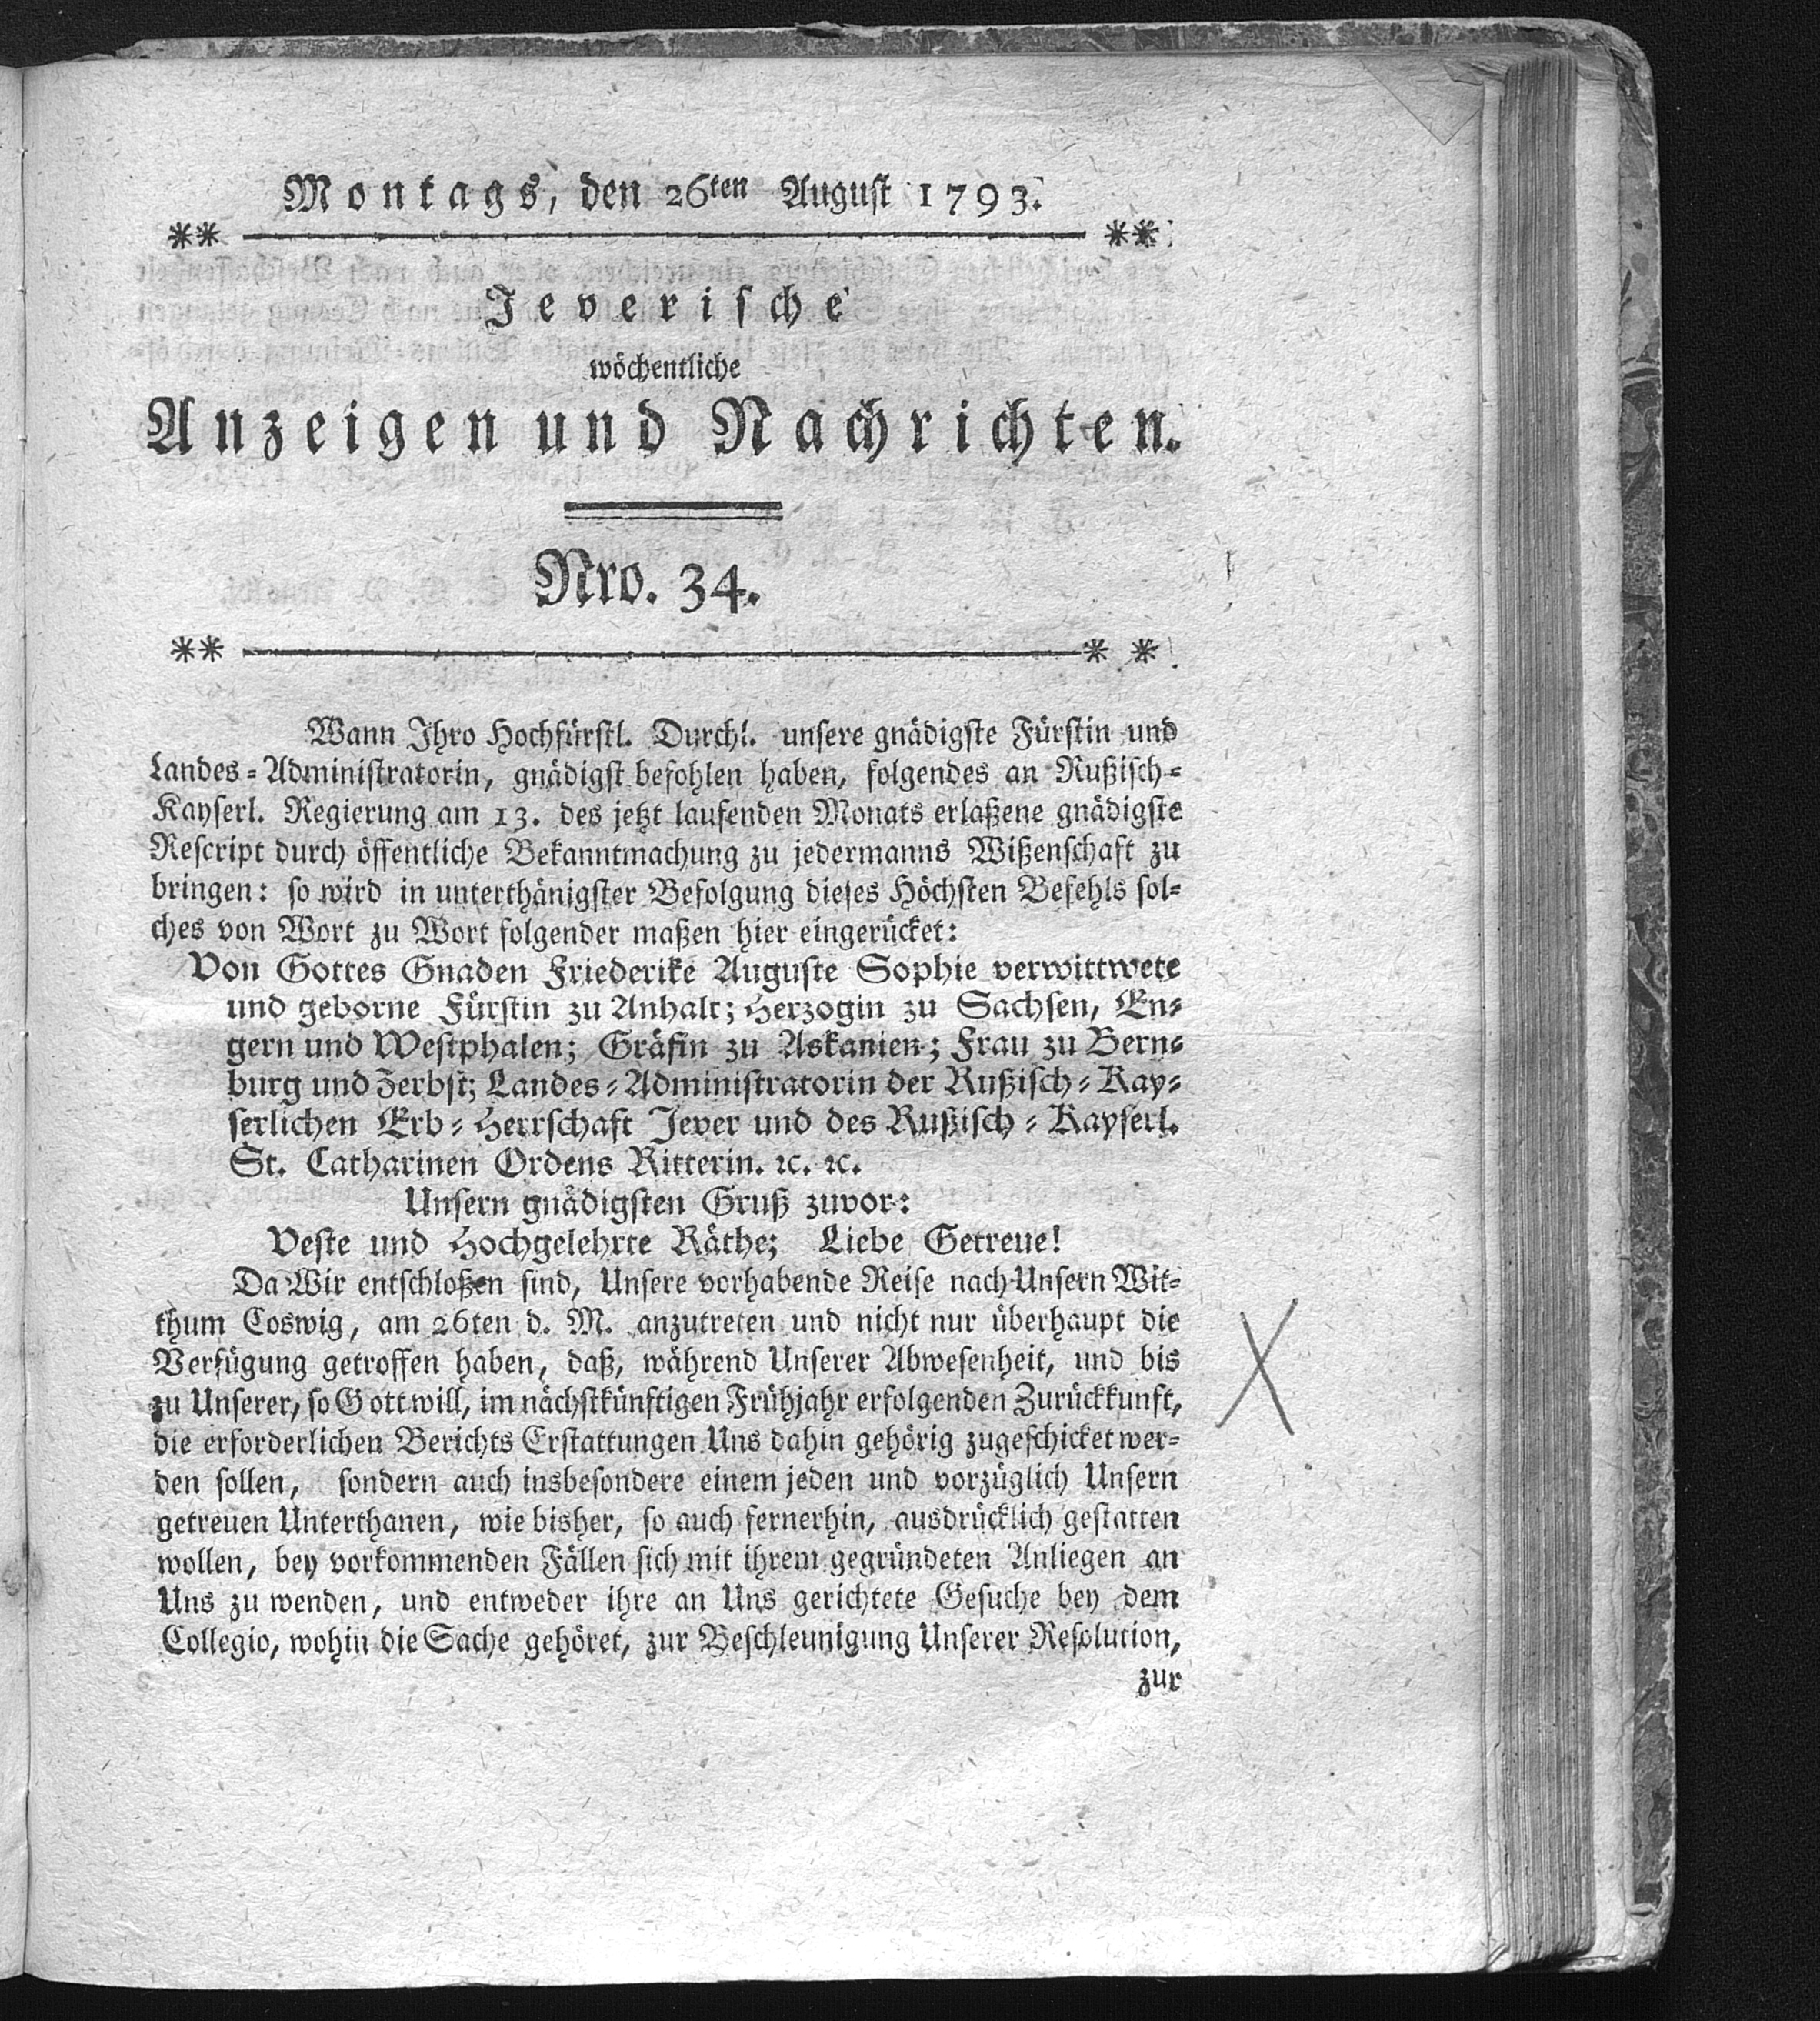 Montags, den 26ten August 1793.
** **
Jeverische
wöchentliche
Anzeigen und Nachrichten.
Nro. 34.
** * *
Wann Ihro Hochfürstl. Durchl. unsere gnädigste Fürstin und
Landes-Administratorin, gnädigst befohlen haben, folgendes an Rußisch-
Kayserl. Regierung am 13. des jetzt laufenden Monats erlaßene gnädigste
Rescript durch öffentliche Bekanntmachung zu jedermanns Wißenschaft zu
bringen: so wird in unterthänigster Befolgung dieses Höchsten Befehls sol-
ches von Wort zu Wort folgender maßen hier eingerücket:
Von Gottes Gnaden Friederike Auguste Sophie verwittwete
und geborne Fürstin zu Anhalt; Herzogin zu Sachsen, En-
gern und Westphalen; Gräfin zu Askanien; Frau zu Bern-
burg und Zerbst; Landes-Administratorin der Rußisch-Kay-
serlichen Erb-Herrschaft Jever und des Rußisch-Kayserl.
St. Catharinen Ordens Ritterin. ꝛc. ꝛc.
Unsern gnädigsten Gruß zuvor:
Veste und Hochgelehrte Räthe; Liebe Getreue!
Da Wir entschloßen sind, Unsere vorhabende Reise nach Unsern Wit-
thum Coswig, am 26ten d. M. anzutreten und nicht nur überhaupt die
Verfügung getroffen haben, daß, während Unserer Abwesenheit, und bis
zu Unserer, so Gott will, im nächstkünftigen Frühjahr erfolgenden Zurückkunft,
die erforderlichen Berichts Erstattungen Uns dahin gehörig zugeschicket wer-
den sollen, sondern auch insbesondere einem jeden und vorzüglich Unsern
getreuen Unterthanen, wie bisher, so auch fernerhin, ausdrücklich gestatten
wollen, bey vorkommenden Fällen sich mit ihrem gegründeten Anliegen an
Uns zu wenden, und entweder ihre an Uns gerichtete Gesuche bey dem
Collegio, wohin die Sache gehöret, zur Beschleunigung Unserer Resolution,
zur